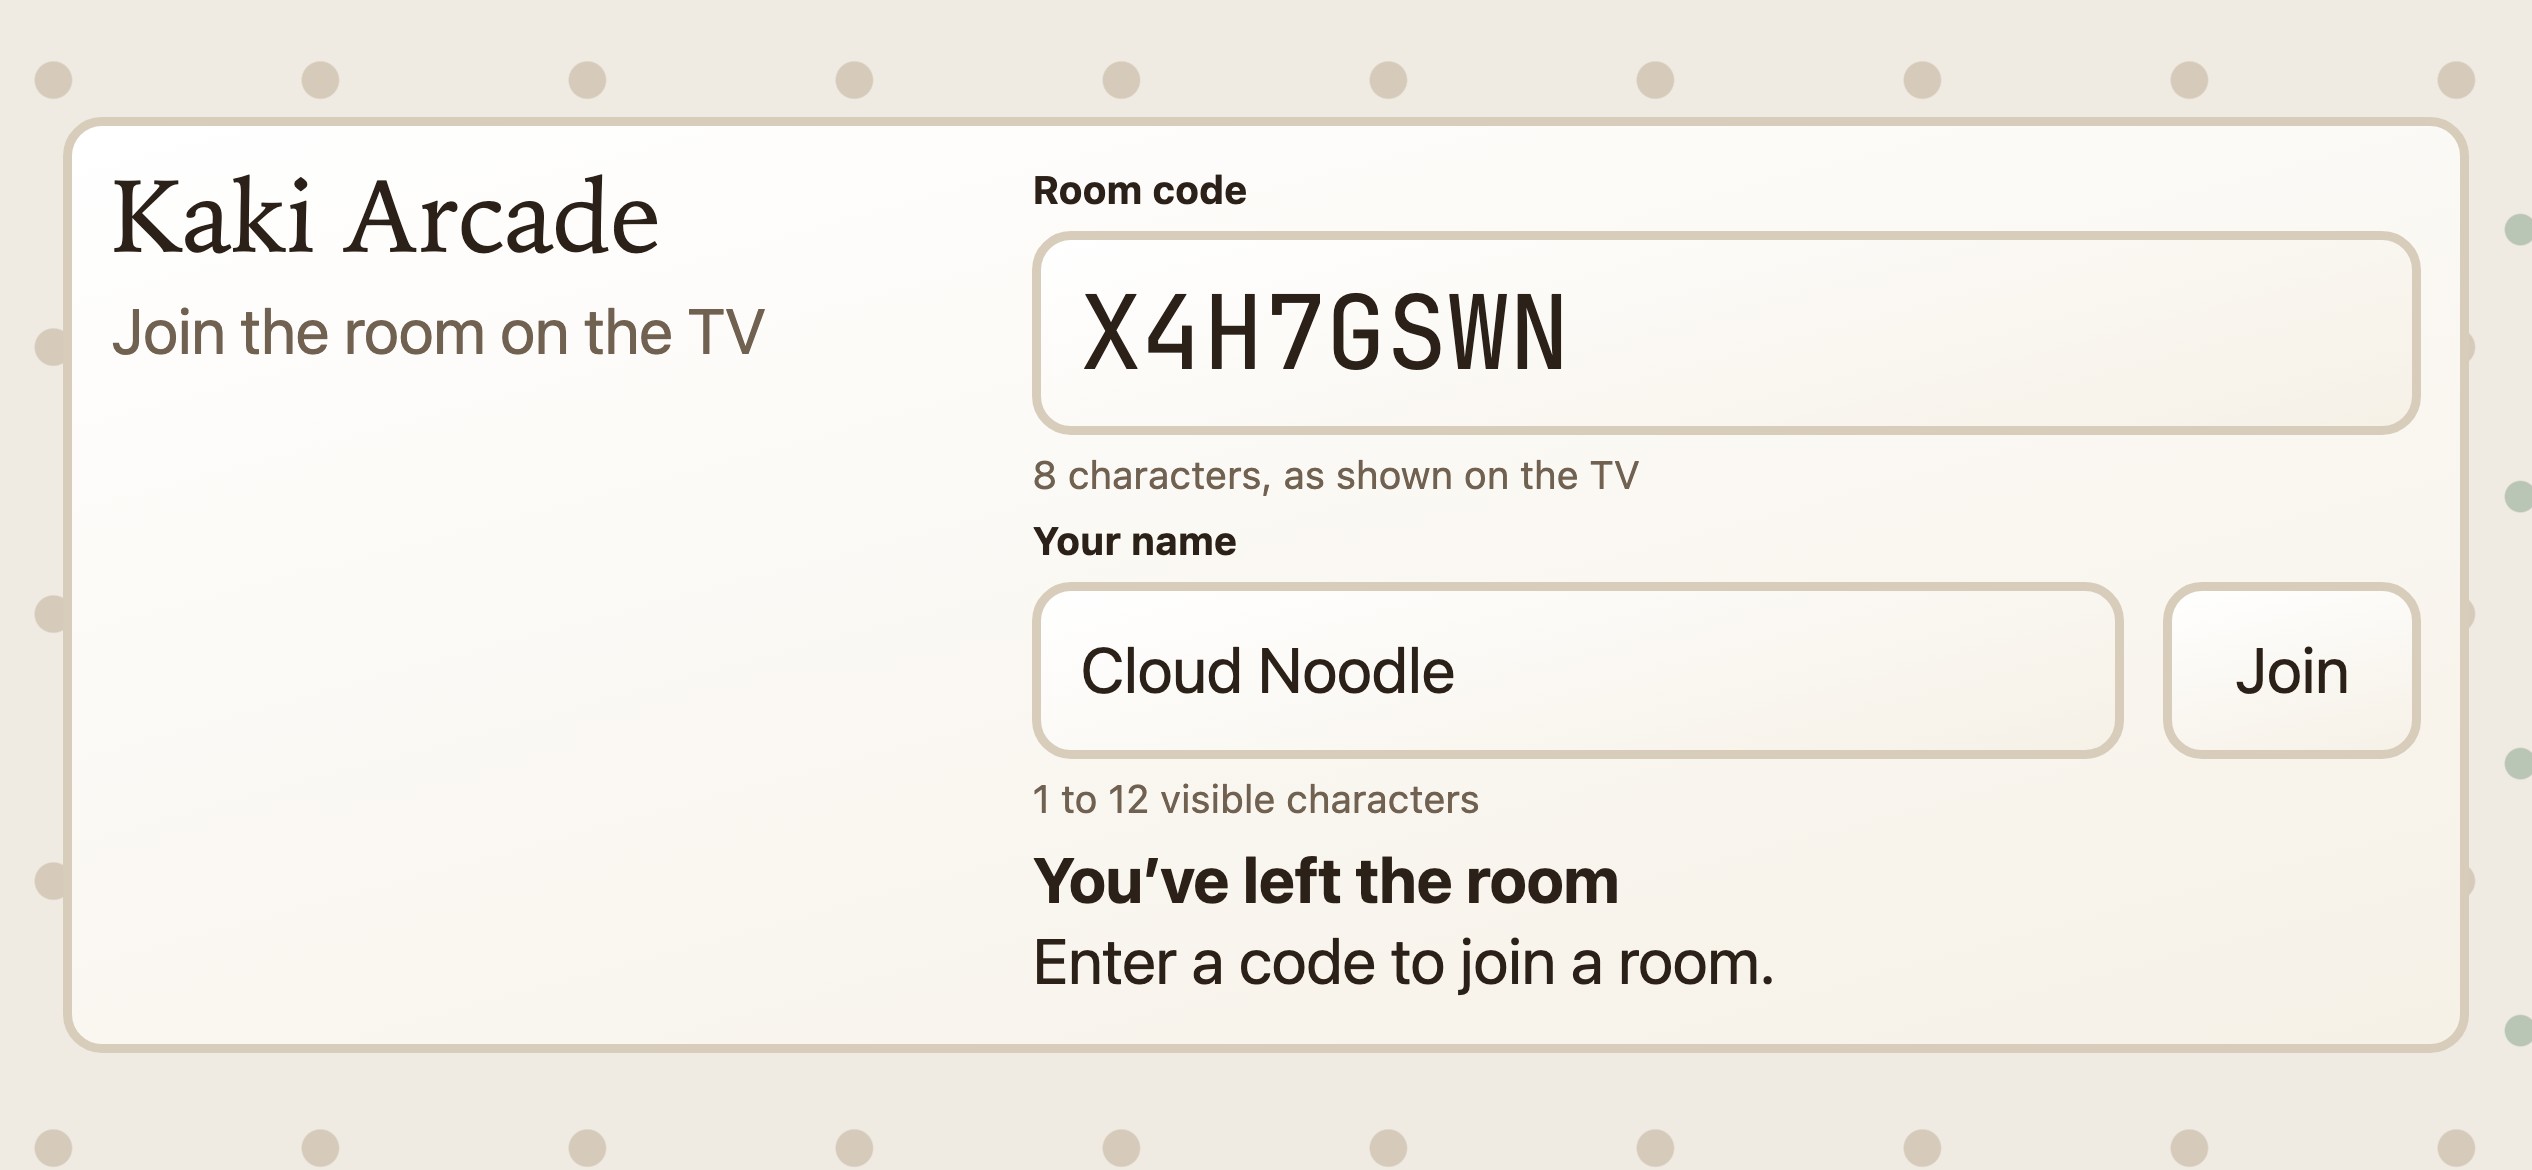 Kaki Arcade
Join the room on the TV
Room code
X4H7GSWN
8 characters, as shown on the TV
Your name
Cloud Noodle
Join
1 to 12 visible characters
You’ve left the room
Enter a code to join a room.